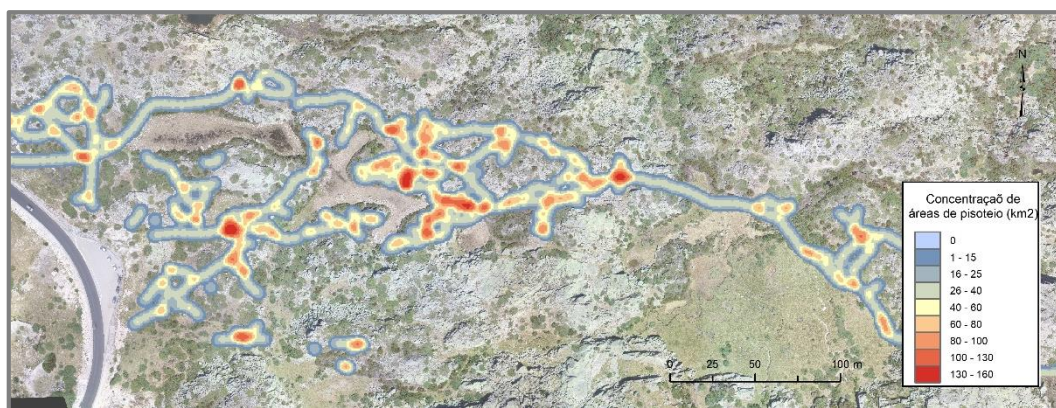 N
Concentração de
áreas de pisoteio (km2)
0
1 - 15
16 - 25
26 - 40
40 - 60
60 - 80
80 - 100
100 - 130
130 - 160
0 25 50 100 m